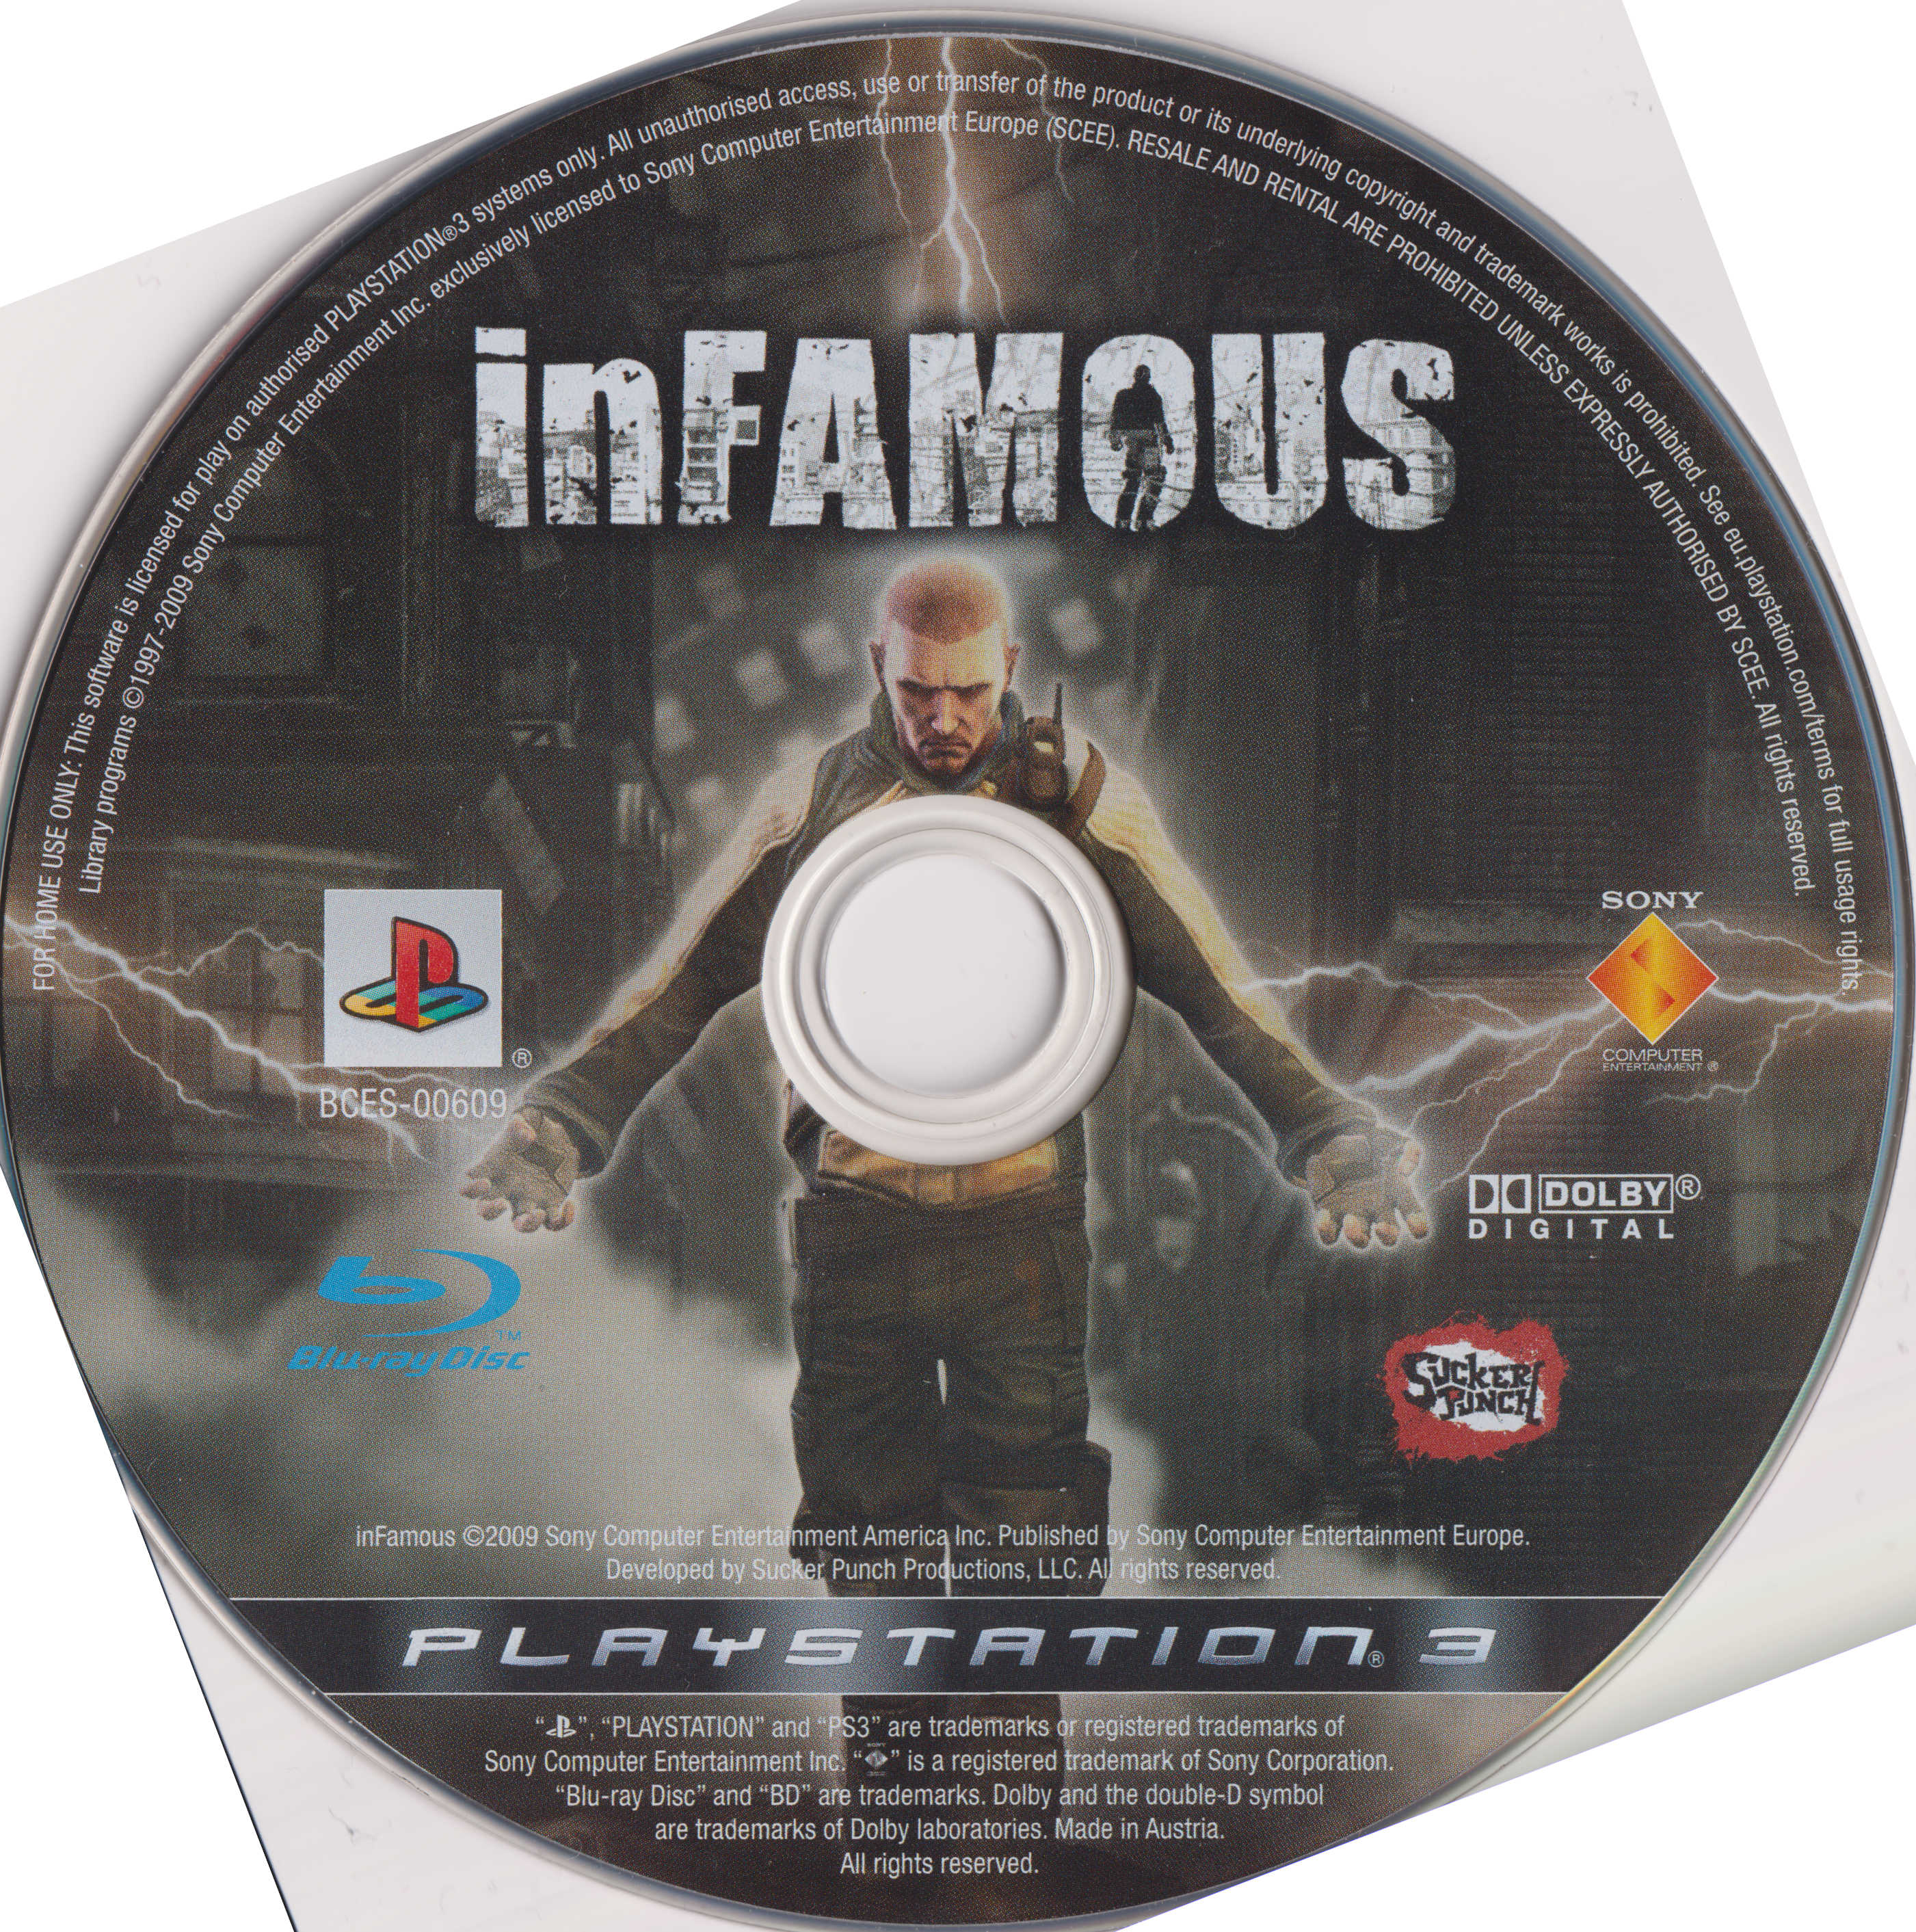 FOR HOME USE ONLY: This software is licensed for play on authorised PLAYSTATION®3 systems only. All unauthorised access, use or transfer of the product or its underlying copyright and trademark works is prohibited. See eu.playstation.com/terms for full usage rights.
Library programs ©1997-2009 Sony Computer Entertainment Inc. exclusively licensed to Sony Computer Entertainment Europe (SCEE). RESALE AND RENTAL ARE PROHIBITED UNLESS EXPRESSLY AUTHORISED BY SCEE. All rights reserved.
inFAMOUS
®
BCES-00609
SONY
COMPUTER
ENTERTAINMENT ®
DOLBY ®
DIGITAL
TM
Blu-ray Disc
SUCKER
PUNCH
inFamous ©2009 Sony Computer Entertainment America Inc. Published by Sony Computer Entertainment Europe.
Developed by Sucker Punch Productions, LLC. All rights reserved.
PLAYSTATION® 3
“ ”, “PLAYSTATION” and “PS3” are trademarks or registered trademarks of
Sony Computer Entertainment Inc. “ ” is a registered trademark of Sony Corporation.
“Blu-ray Disc” and “BD” are trademarks. Dolby and the double-D symbol
are trademarks of Dolby laboratories. Made in Austria.
All rights reserved.